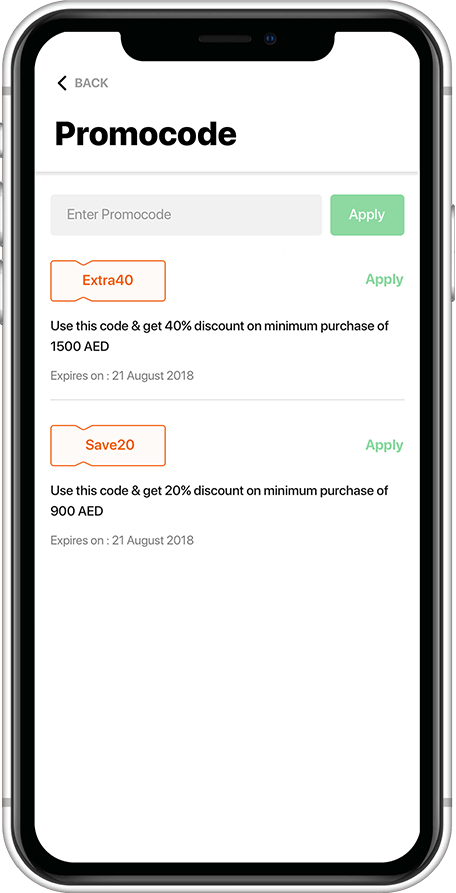 BACK
Promocode
Enter Promocode
Apply
Extra40
Apply
Use this code & get 40% discount on minimum purchase of
1500 AED
Expires on : 21 August 2018
Save20
Apply
Use this code & get 20% discount on minimum purchase of
900 AED
Expires on : 21 August 2018